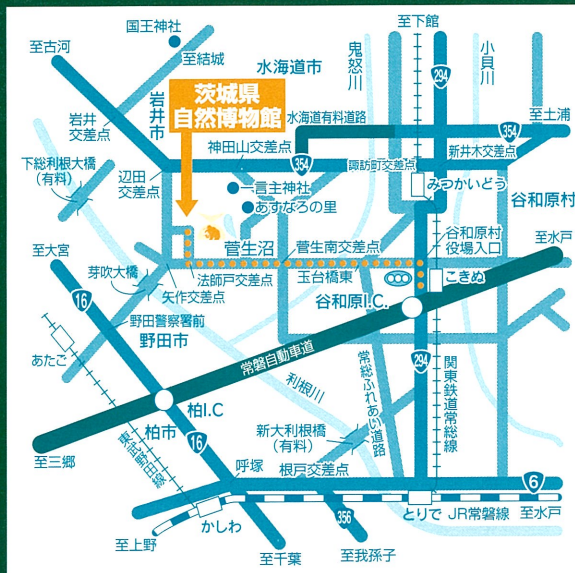 至下館
国王神社
至古河
至結城
水海道市
鬼怒川
294
小貝川
岩井市
茨城県
自然博物館
岩井
交差点
水海道有料道路
354
至土浦
神田山交差点
354
諏訪町交差点
新井木交差点
下総利根大橋
(有料)
辺田
交差点
一言主神社
みつかいどう
あすなろの里
谷和原村
至大宮
菅生沼
菅生南交差点
谷和原村
役場入口
至水戸
芽吹大橋
法師戸交差点
玉台橋東
こきぬ
矢作交差点
谷和原I.C.
16
野田警察署前
野田市
あたご
常磐自動車道
294
利根川
常総ふれあい道路
関東鉄道常総線
柏I.C
柏市
16
新大利根橋
(有料)
東武野田線
至三郷
呼塚
根戸交差点
6
かしわ
356
とりで
JR常磐線
至水戸
至上野
至千葉
至我孫子